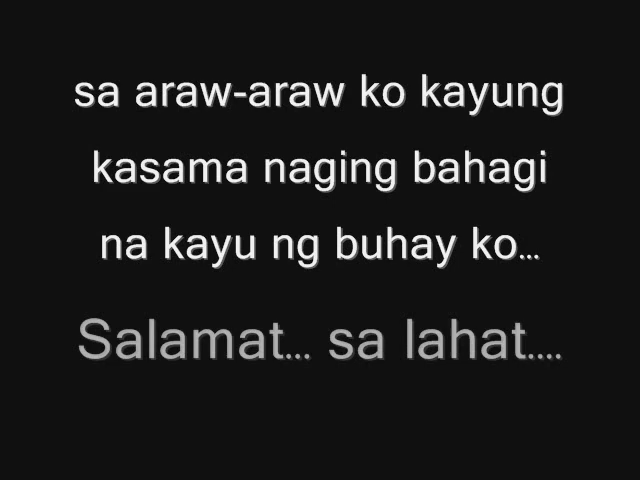 sa araw-araw ko kayung
kasama naging bahagi
na kayu ng buhay ko...
Salamat... sa lahat....